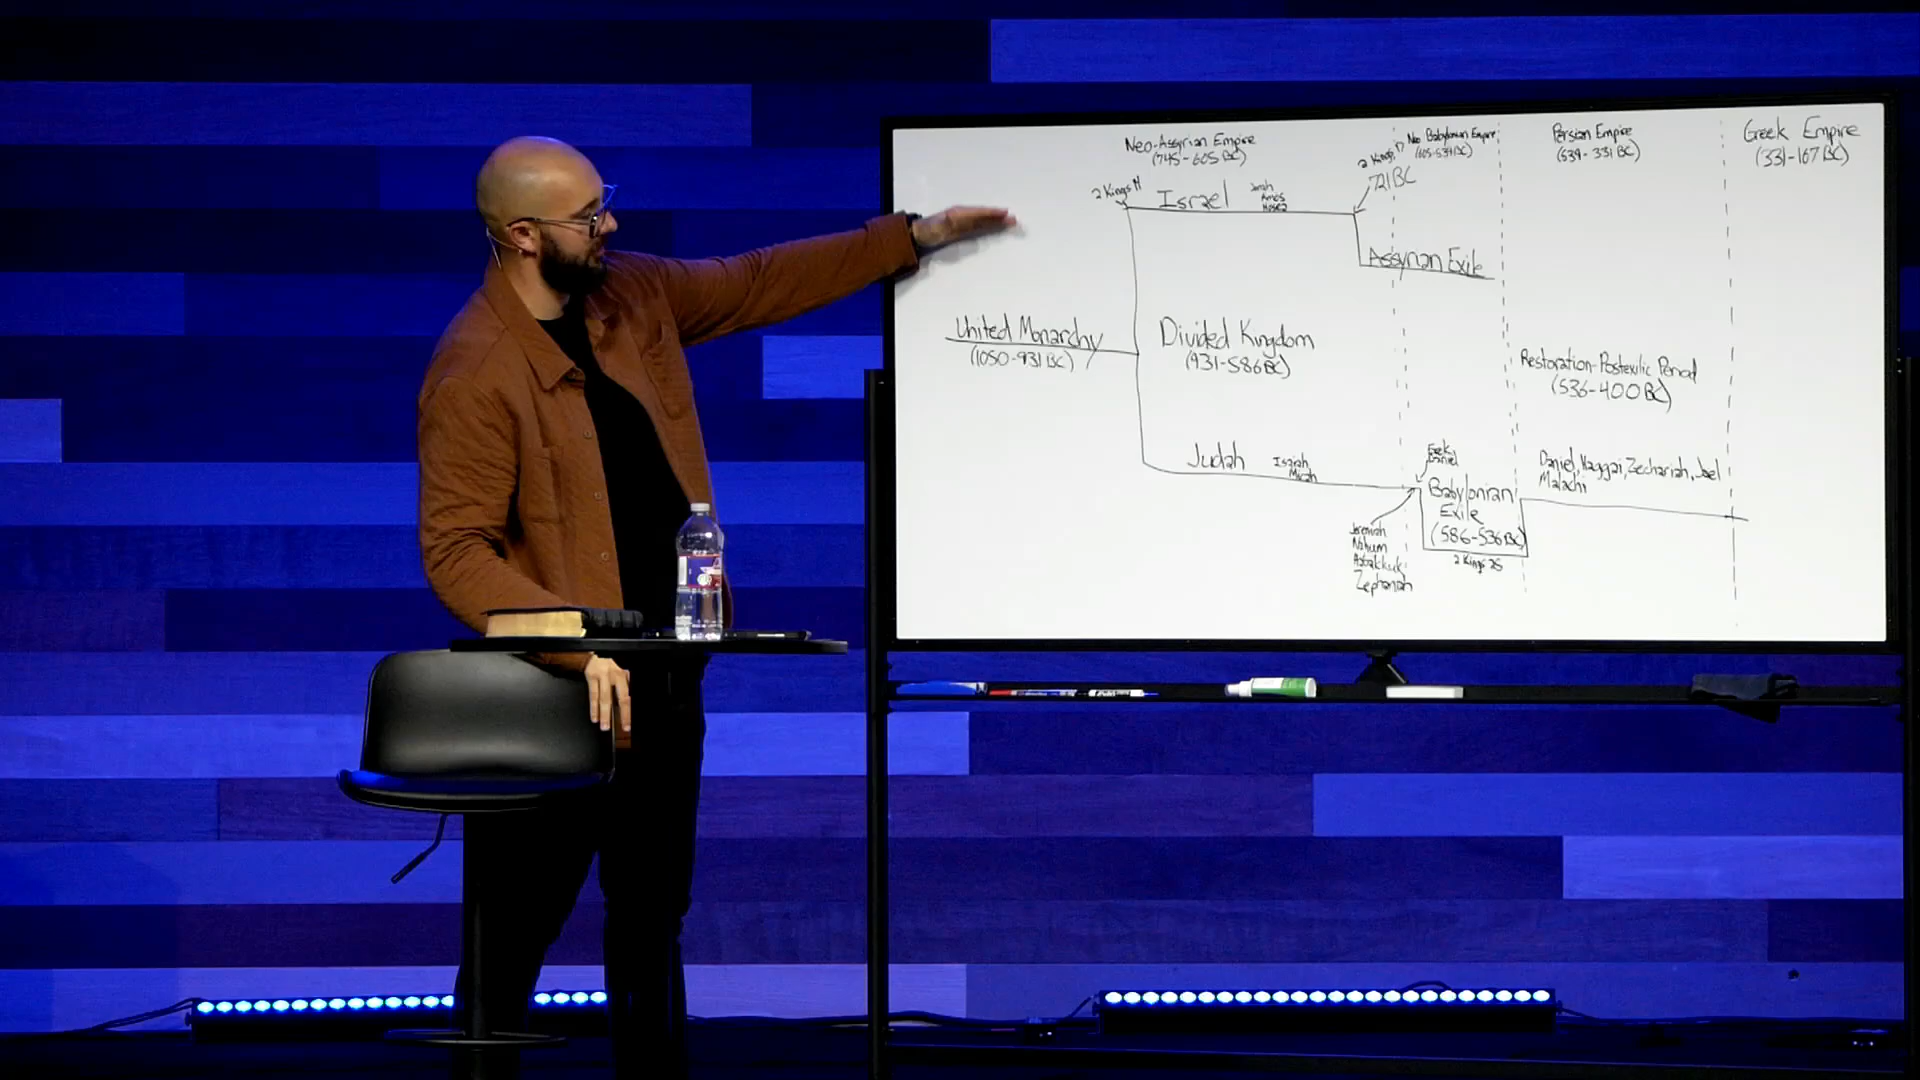 Neo-Assyrian Empire
(745-605 BC)
2 Kings 17
721 BC
Neo Babylonian Empire
(605-539 BC)
Persian Empire
(539-331 BC)
Greek Empire
(331-167 BC)
2 Kings
Israel
Jonah
Amos
Hosea
Assyrian Exile
United Monarchy
(1050-931 BC)
Divided Kingdom
(931-586 BC)
Restoration-Postexilic Period
(536-400 BC)
Judah
Isaiah
Micah
Ezek
Daniel
Babylonian
Exile
(586-536 BC)
2 Kings 25
Daniel, Haggai, Zechariah, Joel
Malachi
Jeremiah
Nahum
Habakkuk
Zephaniah